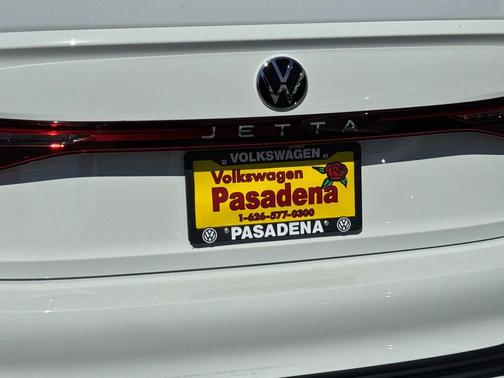 JETTA
VOLKSWAGEN
Volkswagen
Pasadena
1-626-577-0300
PASADENA